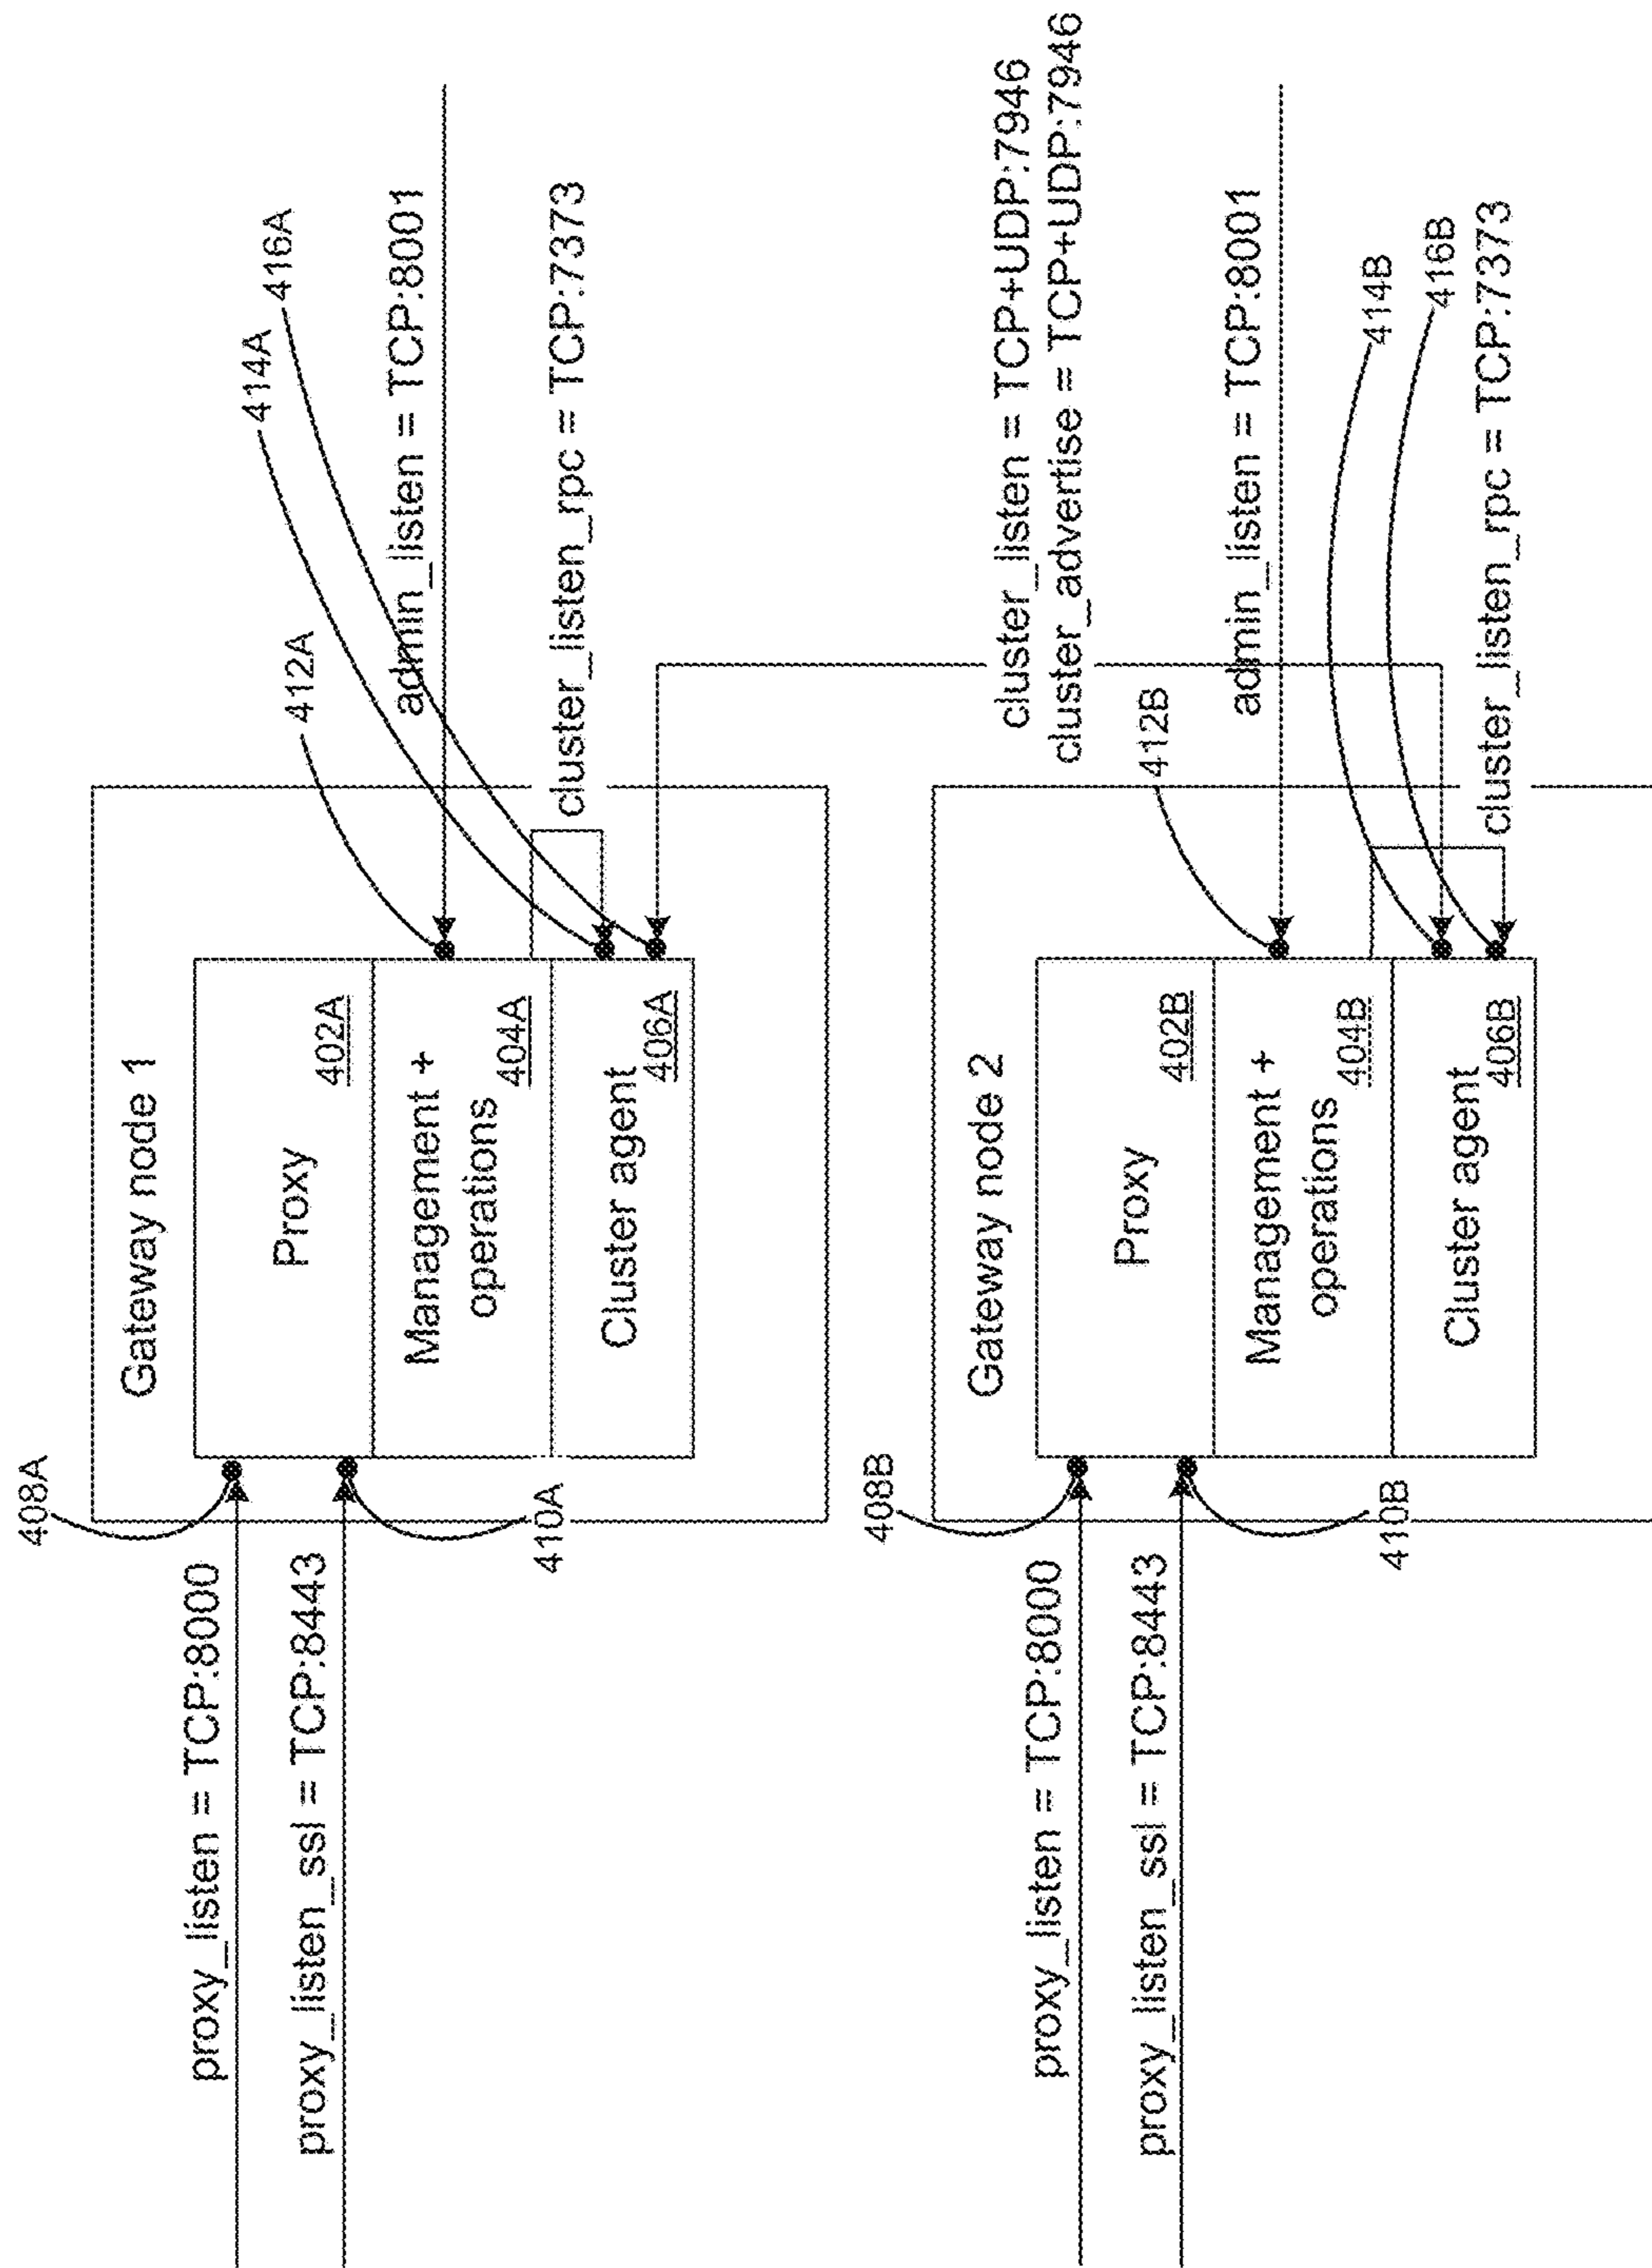 Gateway node 1
408A
proxy_listen = TCP:8000
proxy_listen_ssl = TCP:8443
410A
Proxy
402A
Management +
operations
404A
Cluster agent
406A
412A
414A
416A
admin_listen = TCP:8001
cluster_listen_rpc = TCP:7373
cluster_listen = TCP+UDP:7946
cluster_advertise = TCP+UDP:7946
Gateway node 2
408B
proxy_listen = TCP:8000
proxy_listen_ssl = TCP:8443
410B
Proxy
402B
Management +
operations
404B
Cluster agent
406B
412B
admin_listen = TCP:8001
414B
416B
cluster_listen_rpc = TCP:7373